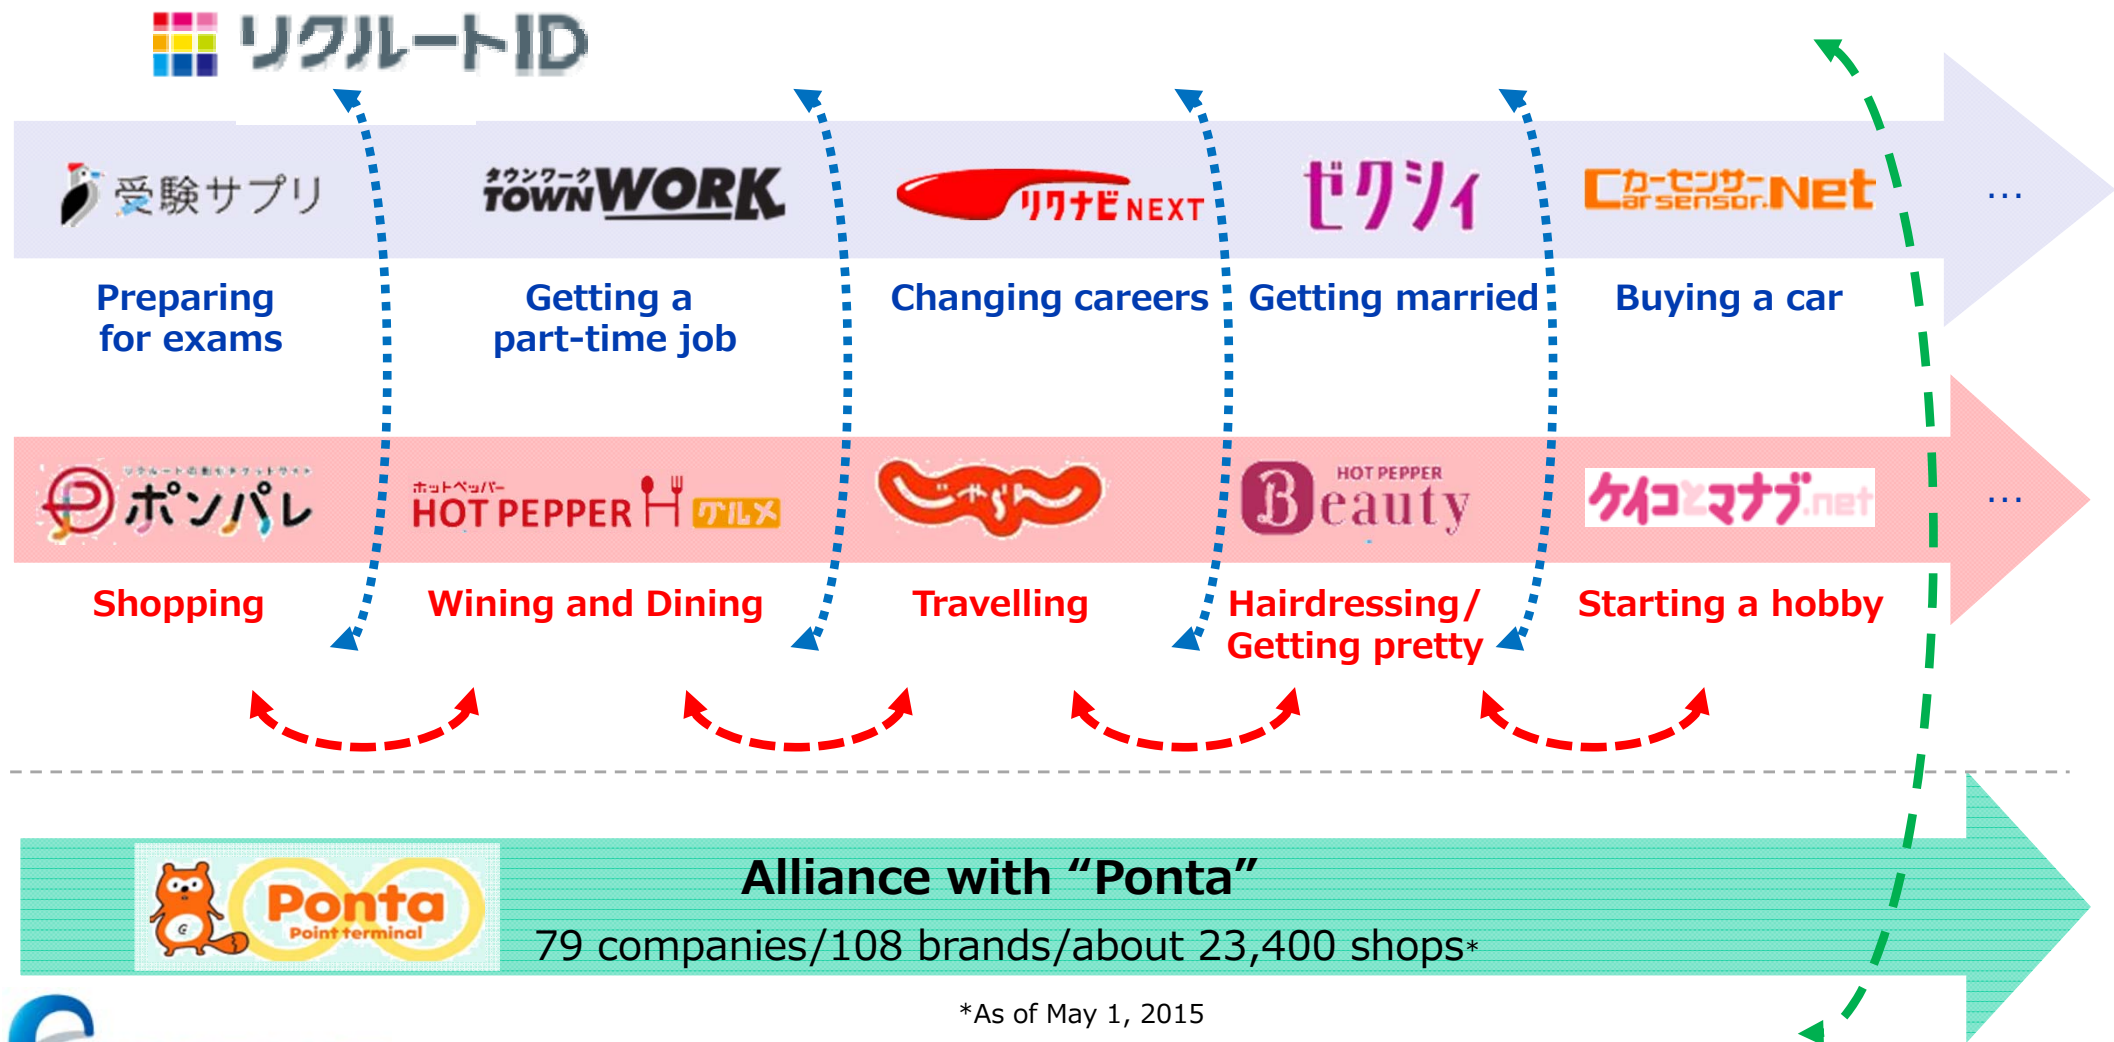 リクルートID
受験サプリ
タウンワーク
TOWNWORK
リクナビNEXT
ゼクシィ
カーセンサー
Carsensor.Net
...
Preparing
for exams
Getting a
part-time job
Changing careers
Getting married
Buying a car
ポンパレ
ホットペッパー
HOT PEPPER グルメ
じゃらん
HOT PEPPER
Beauty
ケイコとマナブ.net
...
Shopping
Wining and Dining
Travelling
Hairdressing/
Getting pretty
Starting a hobby
Ponta
Point terminal
Alliance with “Ponta”
79 companies/108 brands/about 23,400 shops*
*As of May 1, 2015